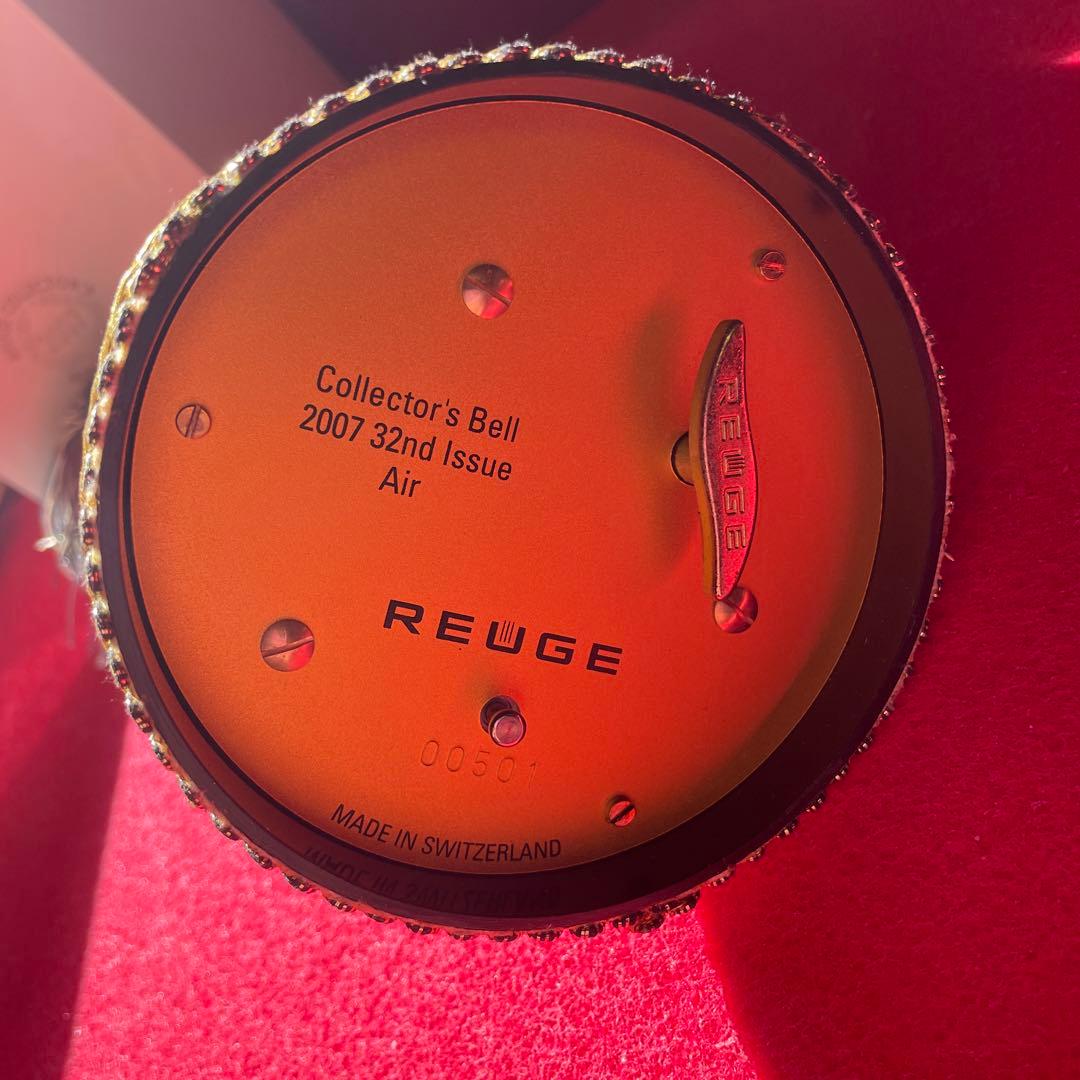 Collector's Bell
2007 32nd Issue
Air
REUGE
REUGE
00501
MADE IN SWITZERLAND